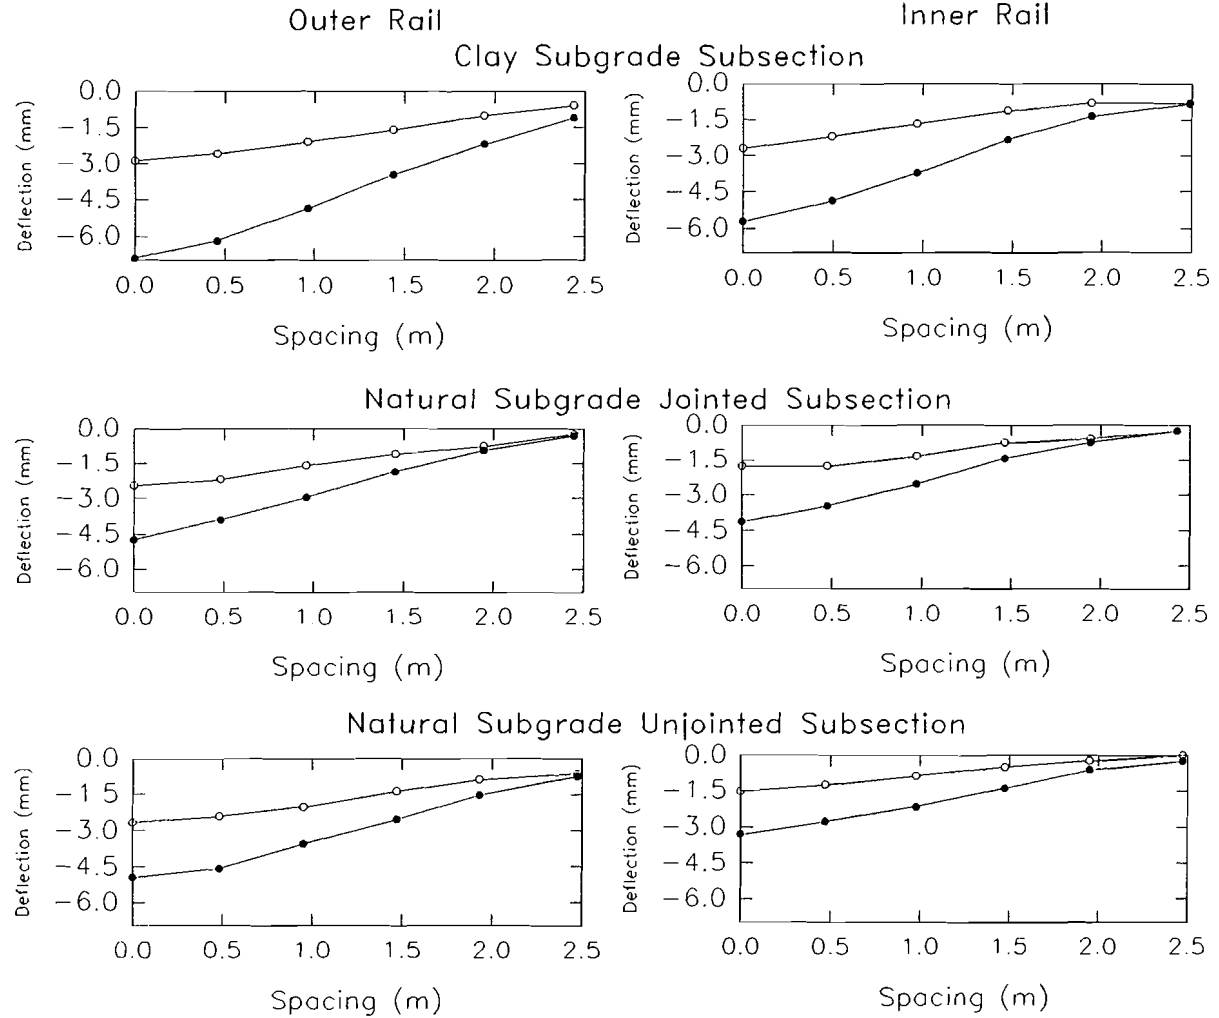 Outer Rail
Inner Rail
Clay Subgrade Subsection
Deflection (mm)
0.0
−1.5
−3.0
−4.5
−6.0
0.0 0.5 1.0 1.5 2.0 2.5
Spacing (m)
Deflection (mm)
0.0
−1.5
−3.0
−4.5
−6.0
0.0 0.5 1.0 1.5 2.0 2.5
Spacing (m)
Natural Subgrade Jointed Subsection
Deflection (mm)
0.0
−1.5
−3.0
−4.5
−6.0
0.0 0.5 1.0 1.5 2.0 2.5
Spacing (m)
Deflection (mm)
0.0
−1.5
−3.0
−4.5
−6.0
0.0 0.5 1.0 1.5 2.0 2.5
Spacing (m)
Natural Subgrade Unjointed Subsection
Deflection (mm)
0.0
−1 5
−3.0
−4.5
−6.0
0.0 0.5 1.0 1.5 2.0 2.5
Spacing (m)
Deflection (mm)
0.0
−1.5
−3.0
−4.5
−6.0
0.0 0.5 1.0 1.5 2.0 2.5
Spacing (m)